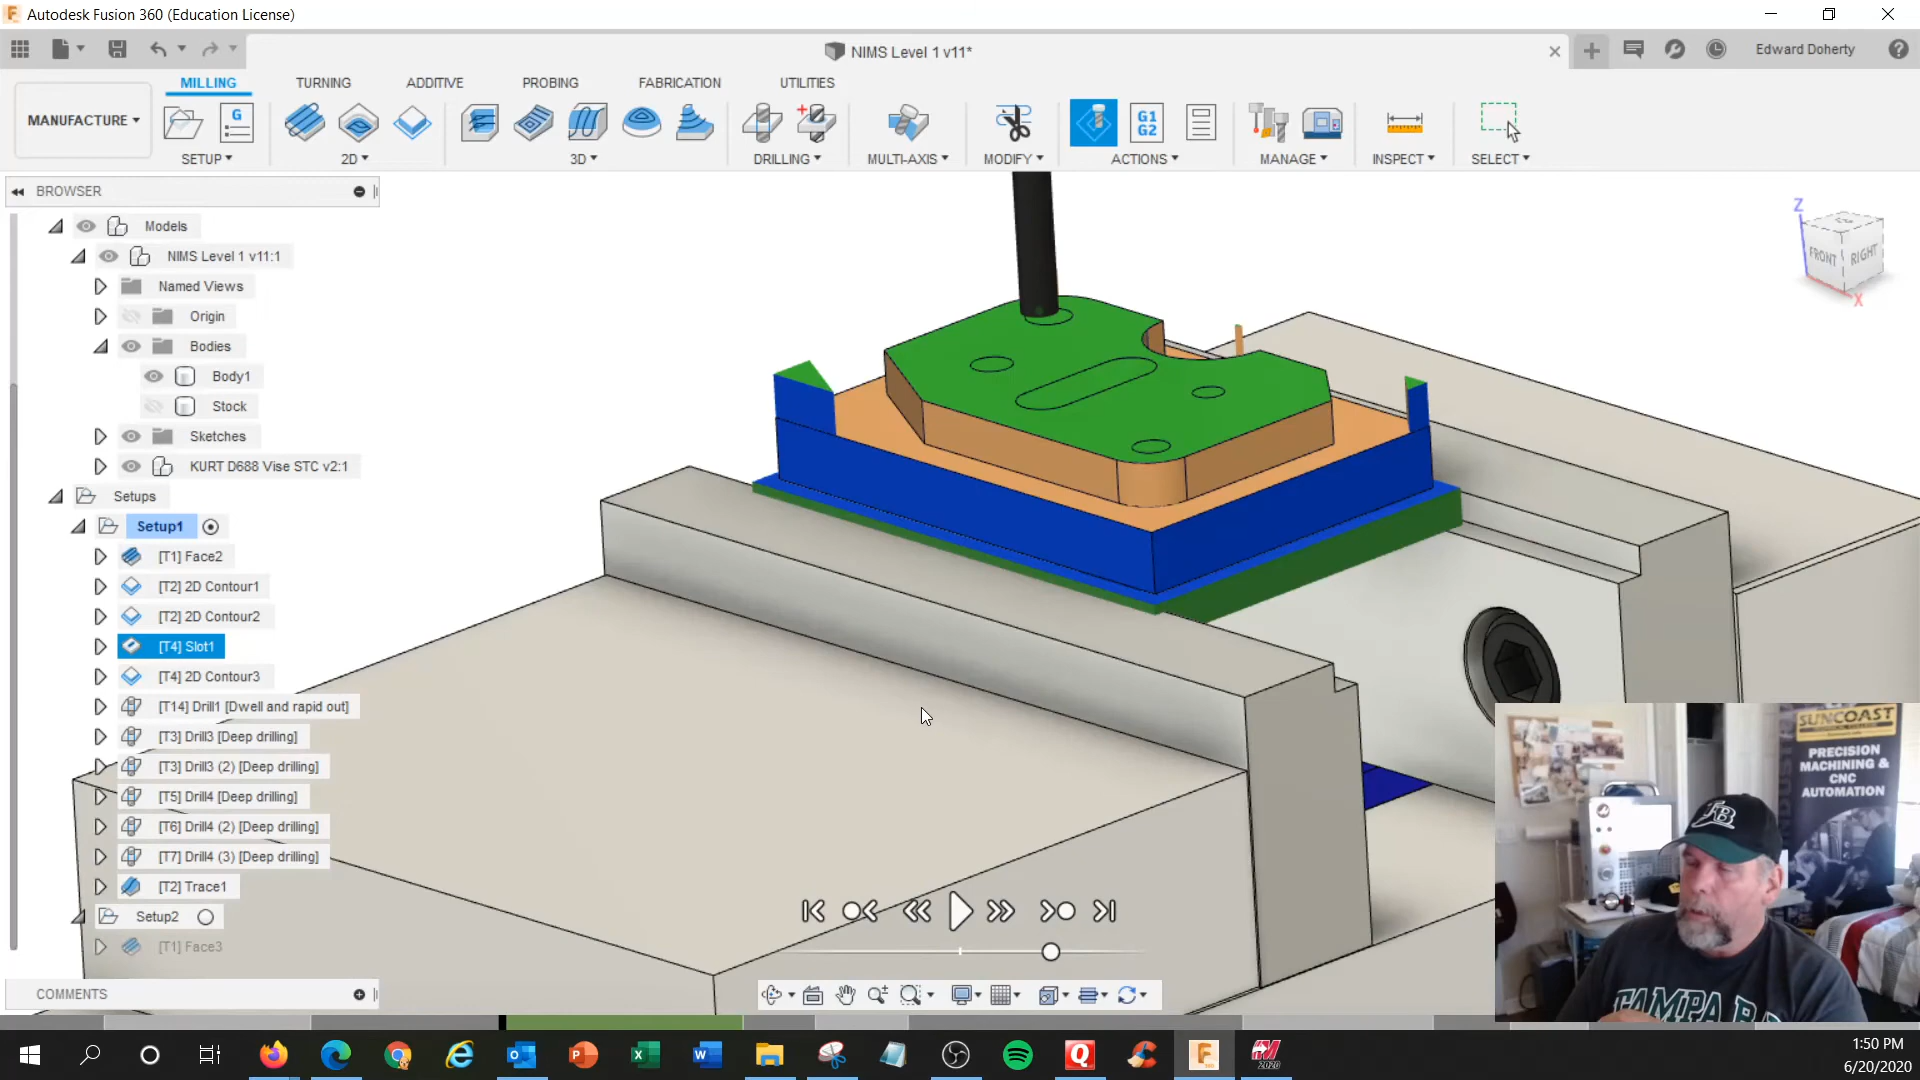 Autodesk Fusion 360 (Education License)
NIMS Level 1 v11*
Edward Doherty
MILLING
TURNING
ADDITIVE
PROBING
FABRICATION
UTILITIES
MANUFACTURE
G
G1
G2
SETUP
2D
3D
DRILLING
MULTI-AXIS
MODIFY
ACTIONS
MANAGE
INSPECT
SELECT
BROWSER
Models
NIMS Level 1 v11:1
Named Views
Origin
Bodies
Body1
Stock
Sketches
KURT D688 Vise STC v2:1
Setups
Setup1
[T1] Face2
[T2] 2D Contour1
[T2] 2D Contour2
[T4] Slot1
[T4] 2D Contour3
[T14] Drill1 [Dwell and rapid out]
[T3] Drill3 [Deep drilling]
[T3] Drill3 (2) [Deep drilling]
[T5] Drill4 [Deep drilling]
[T6] Drill4 (2) [Deep drilling]
[T7] Drill4 (3) [Deep drilling]
[T2] Trace1
Setup2
[T1] Face3
COMMENTS
Z
FRONT
RIGHT
X
SUNCOAST
PRECISION
MACHINING &
CNC
AUTOMATION
TB
TAMPA BA
2020
1:50 PM
6/20/2020